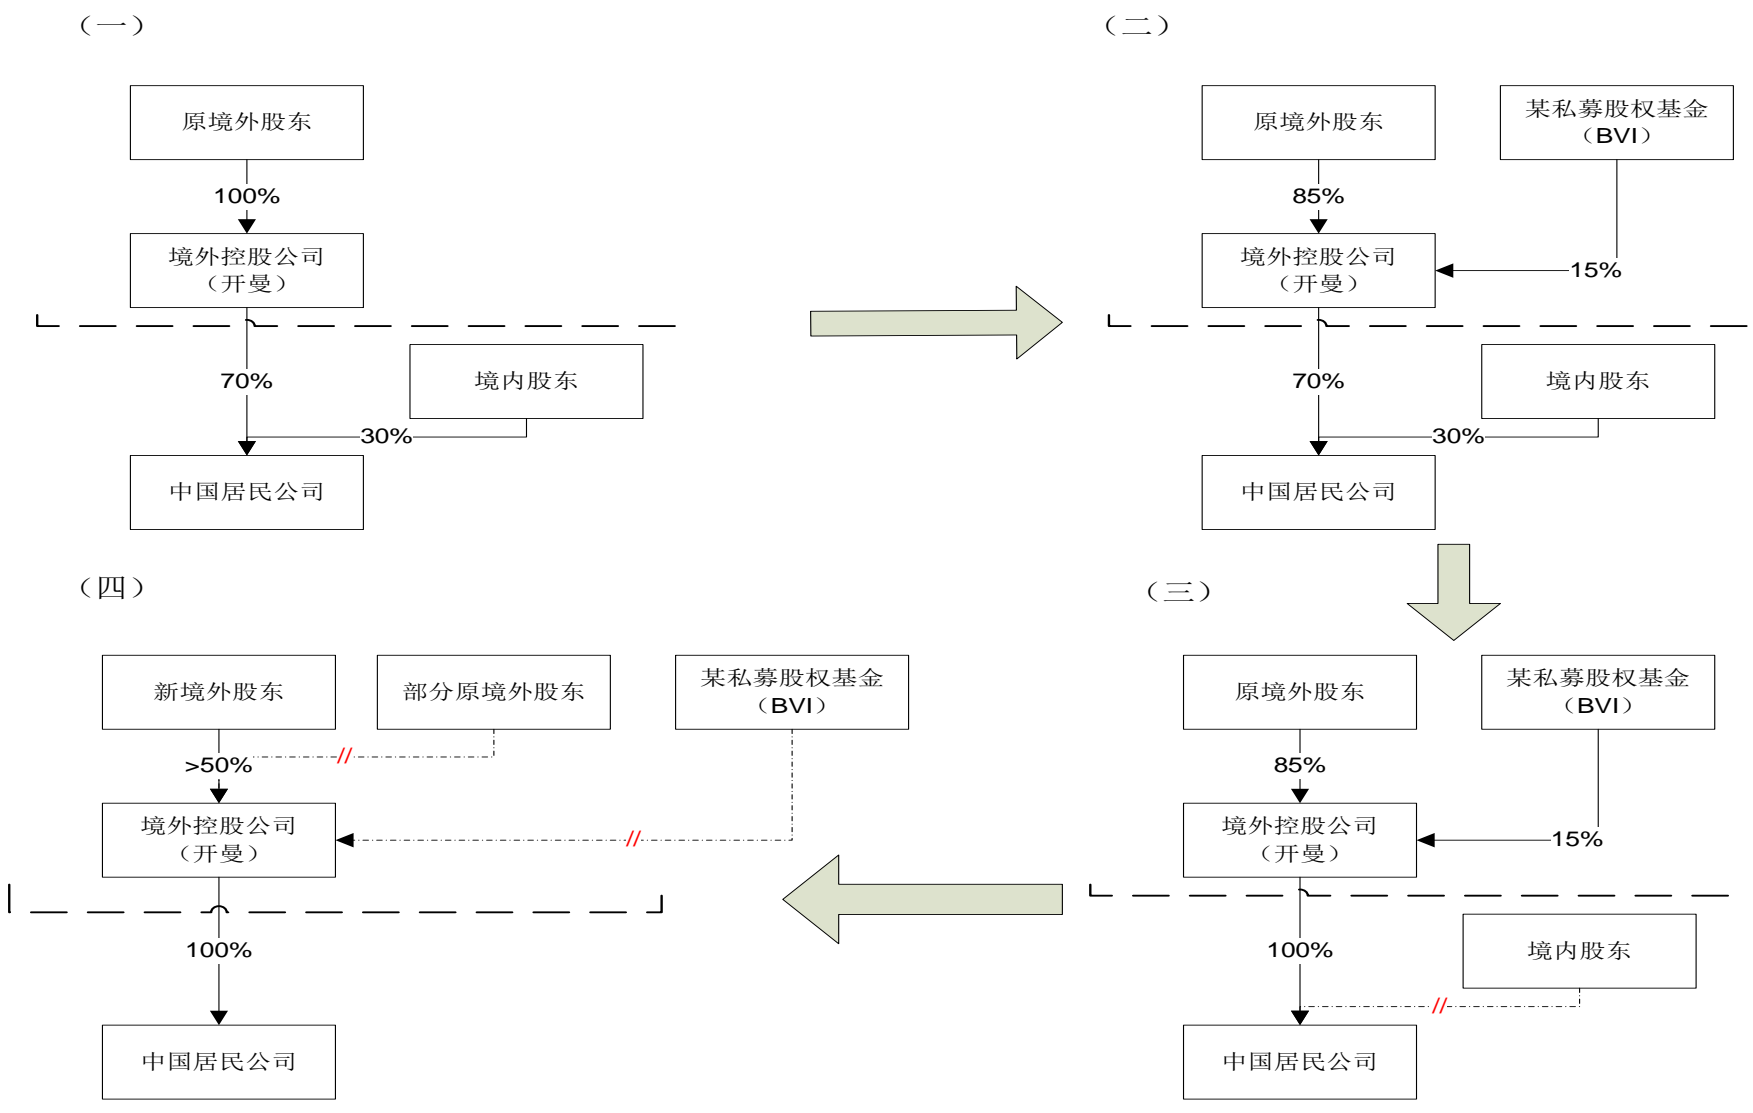 （一）
原境外股东
100%
境外控股公司
（开曼）
70%
境内股东
30%
中国居民公司
（二）
原境外股东
某私募股权基金
（BVI）
85%
境外控股公司
（开曼）
15%
70%
境内股东
30%
中国居民公司
（三）
原境外股东
某私募股权基金
（BVI）
85%
境外控股公司
（开曼）
15%
100%
境内股东
中国居民公司
（四）
新境外股东
部分原境外股东
某私募股权基金
（BVI）
>50%
境外控股公司
（开曼）
100%
中国居民公司